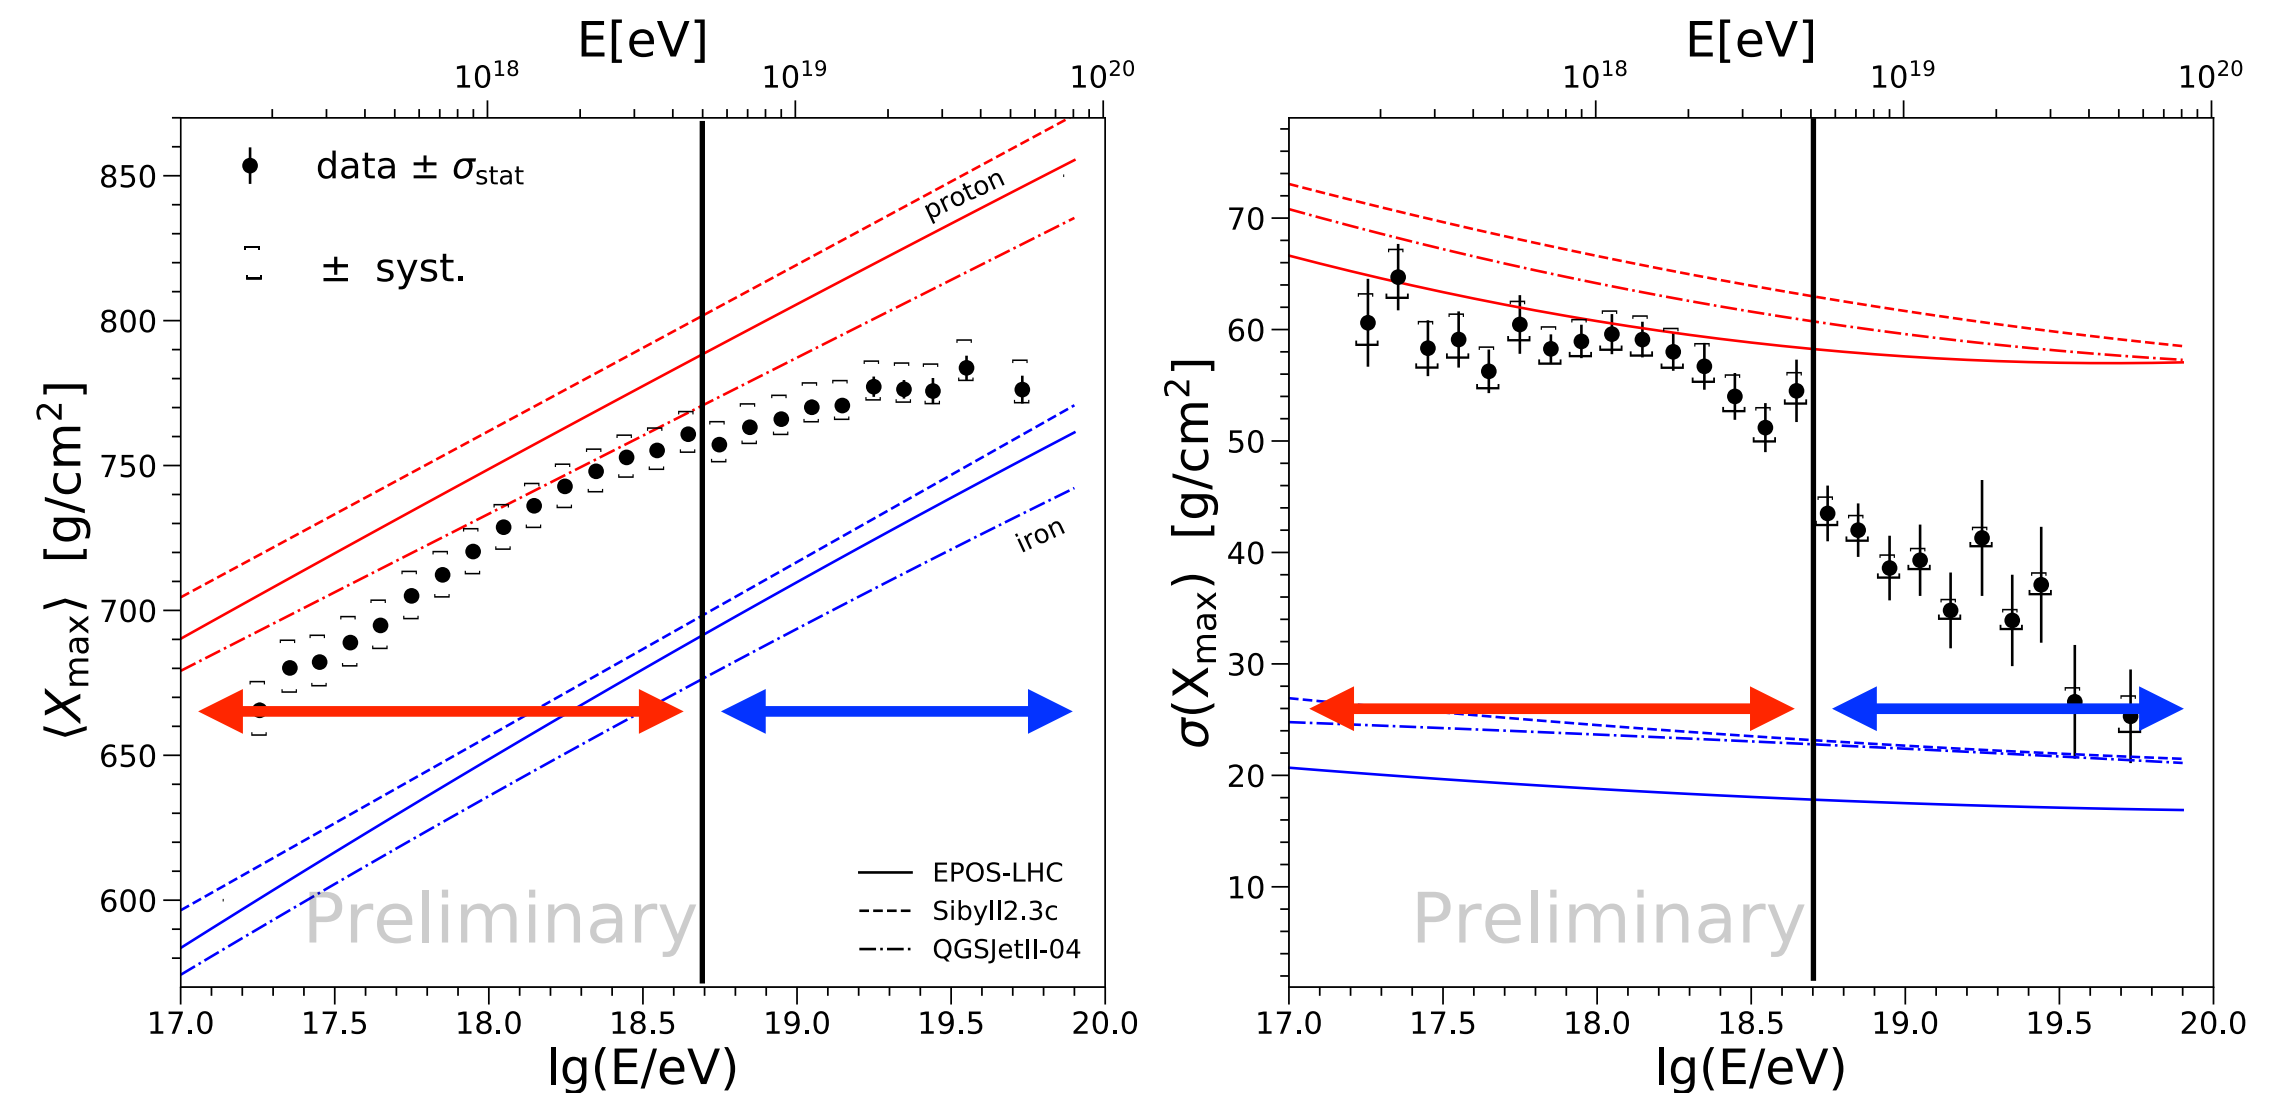 E[eV]
10^18 10^19 10^20
850
800
750
700
650
600
⟨X_max⟩ [g/cm²]
data ± σ_stat
± syst.
proton
iron
EPOS-LHC
Sibyll2.3c
QGSJetII-04
Preliminary
17.0 17.5 18.0 18.5 19.0 19.5 20.0
lg(E/eV)
E[eV]
10^18 10^19 10^20
70
60
50
40
30
20
10
σ(X_max) [g/cm²]
Preliminary
17.0 17.5 18.0 18.5 19.0 19.5 20.0
lg(E/eV)